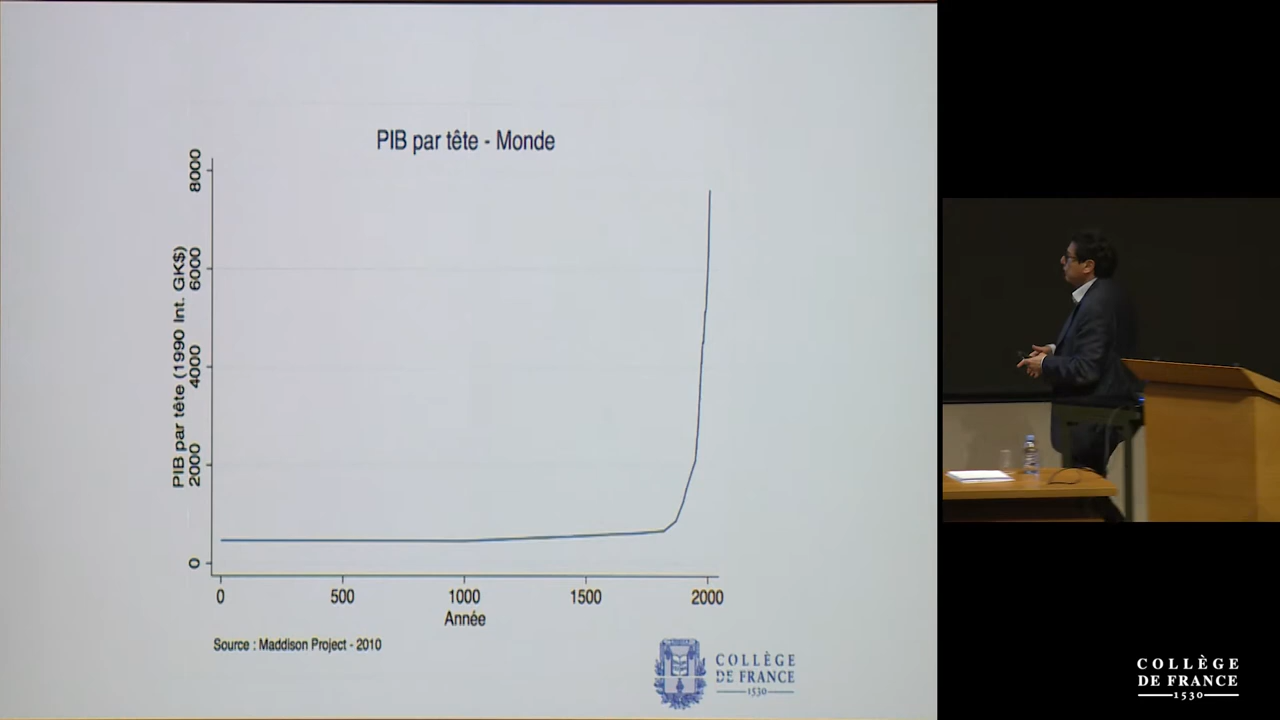 PIB par tête - Monde
PIB par tête (1990 Int. GK$)
8000
6000
4000
2000
0
0 500 1000 1500 2000
Année
Source : Maddison Project - 2010
COLLÈGE
DE FRANCE
1530
COLLÈGE
DE FRANCE
1530